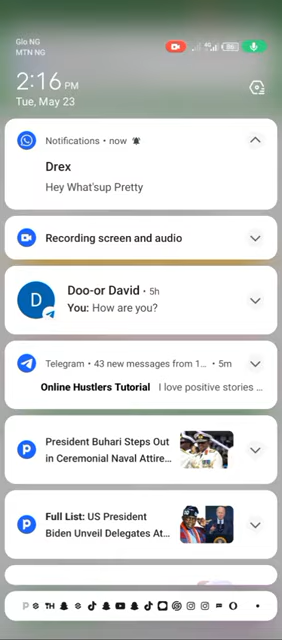 Glo NG
MTN NG
2:16 PM
Tue, May 23
Notifications • now
Drex
Hey What'sup Pretty
Recording screen and audio
D
Doo-or David • 5h
You: How are you?
Telegram • 43 new messages from 1... • 5m
Online Hustlers Tutorial I love positive stories ...
President Buhari Steps Out
in Ceremonial Naval Attire...
Full List: US President
Biden Unveil Delegates At...